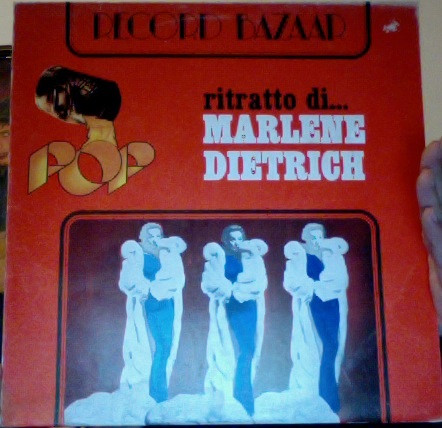 RECORD BAZAAR
POP
ritratto di...
MARLENE
DIETRICH